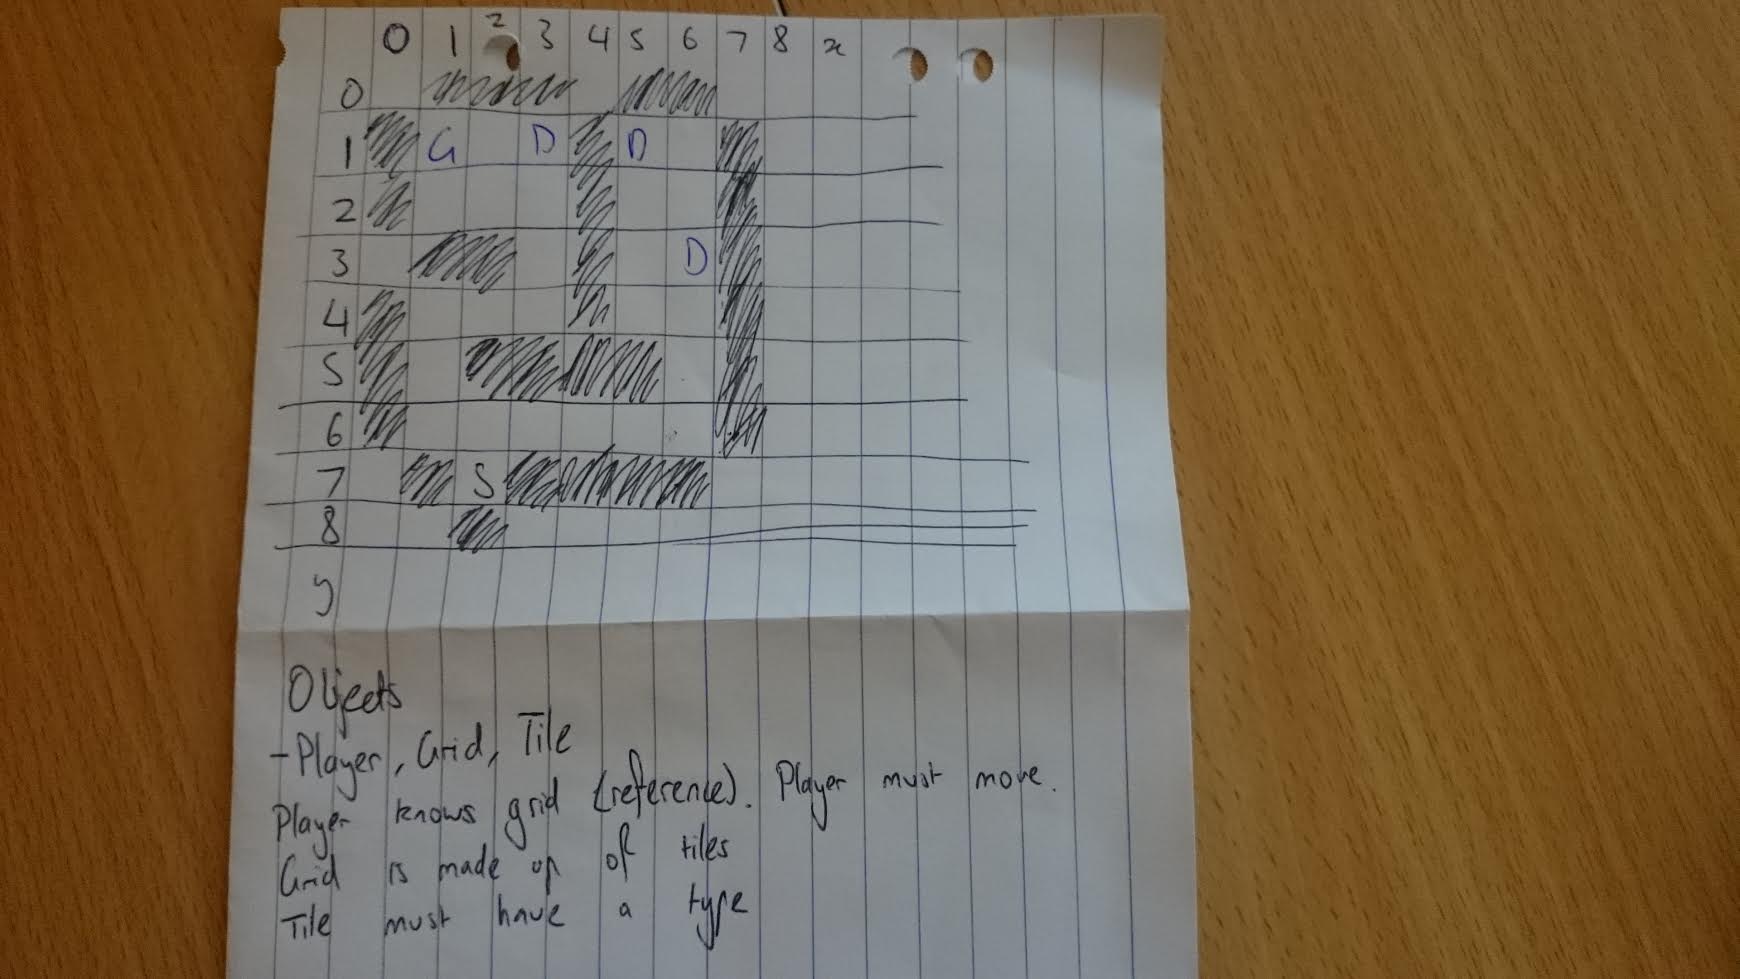 0 1 2 3 4 5 6 7 8 x
0
1 G D D
2
3 D
4
5
6
7 S
8
y
Objects
-Player, Grid, Tile
Player knows grid (reference). Player must move.
Grid is made up of tiles
Tile must have a type